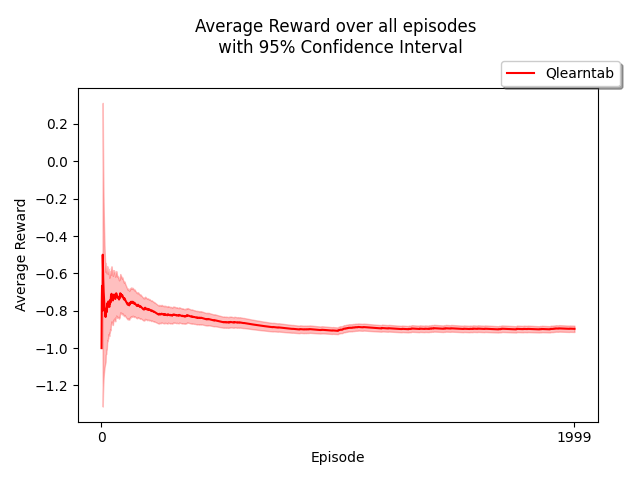 Average Reward over all episodes
with 95% Confidence Interval
Qlearntab
0.2
0.0
−0.2
−0.4
−0.6
−0.8
−1.0
−1.2
Average Reward
0 1999
Episode